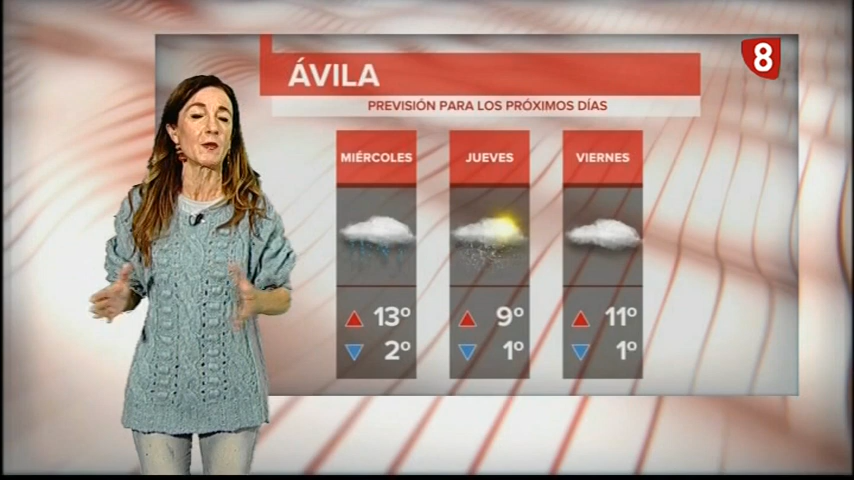 ÁVILA
8
PREVISIÓN PARA LOS PRÓXIMOS DÍAS
MIÉRCOLES JUEVES VIERNES
13º 9º 11º
2º 1º 1º